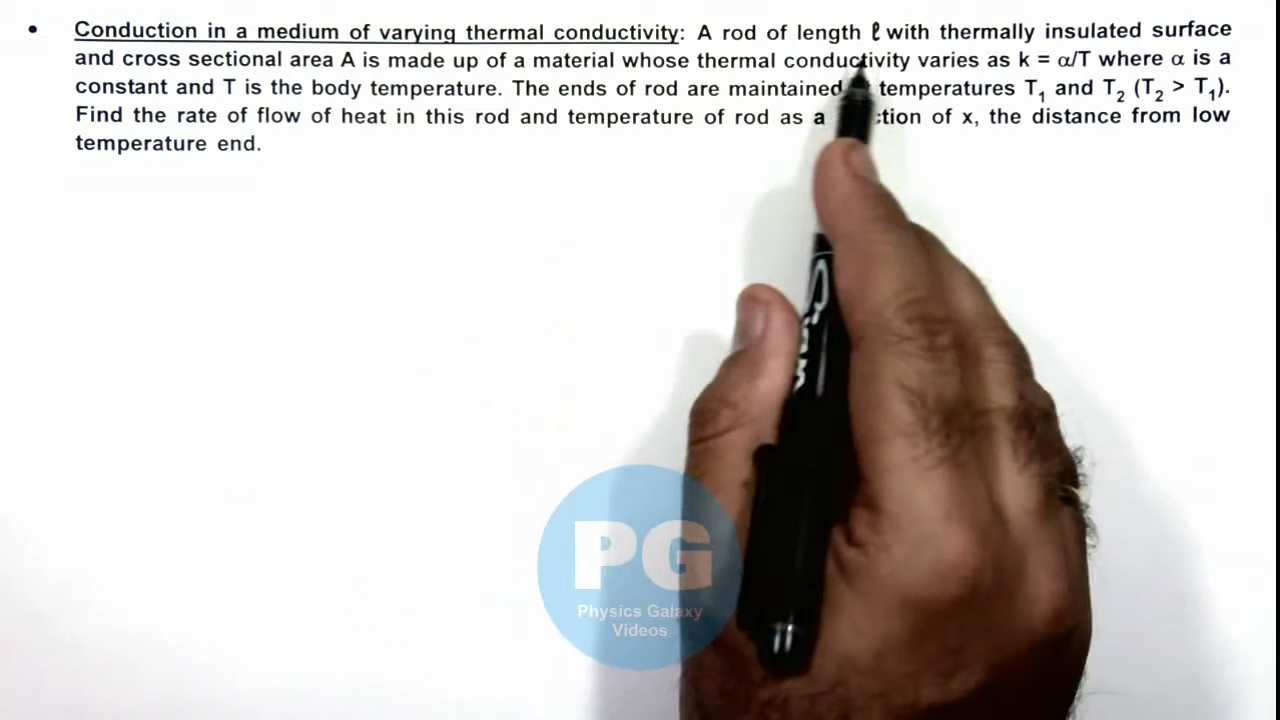 • Conduction in a medium of varying thermal conductivity: A rod of length ℓ with thermally insulated surface
and cross sectional area A is made up of a material whose thermal conductivity varies as k = α/T where α is a
constant and T is the body temperature. The ends of rod are maintained temperatures T₁ and T₂ (T₂ > T₁).
Find the rate of flow of heat in this rod and temperature of rod as a of x, the distance from low
temperature end.
PG
Physics Galaxy
Videos